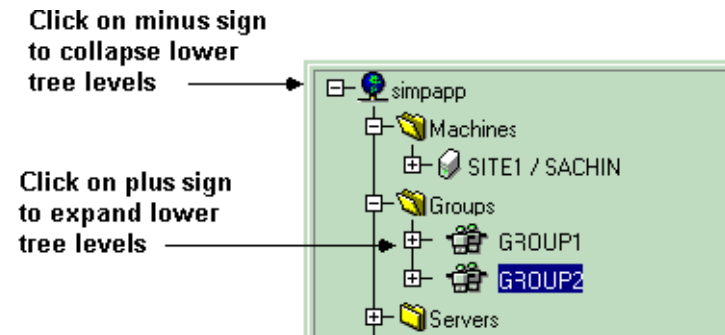 Click on minus sign
to collapse lower
tree levels
simpapp
Machines
SITE1 / SACHIN
Groups
Click on plus sign
to expand lower
tree levels
GROUP1
GROUP2
Servers